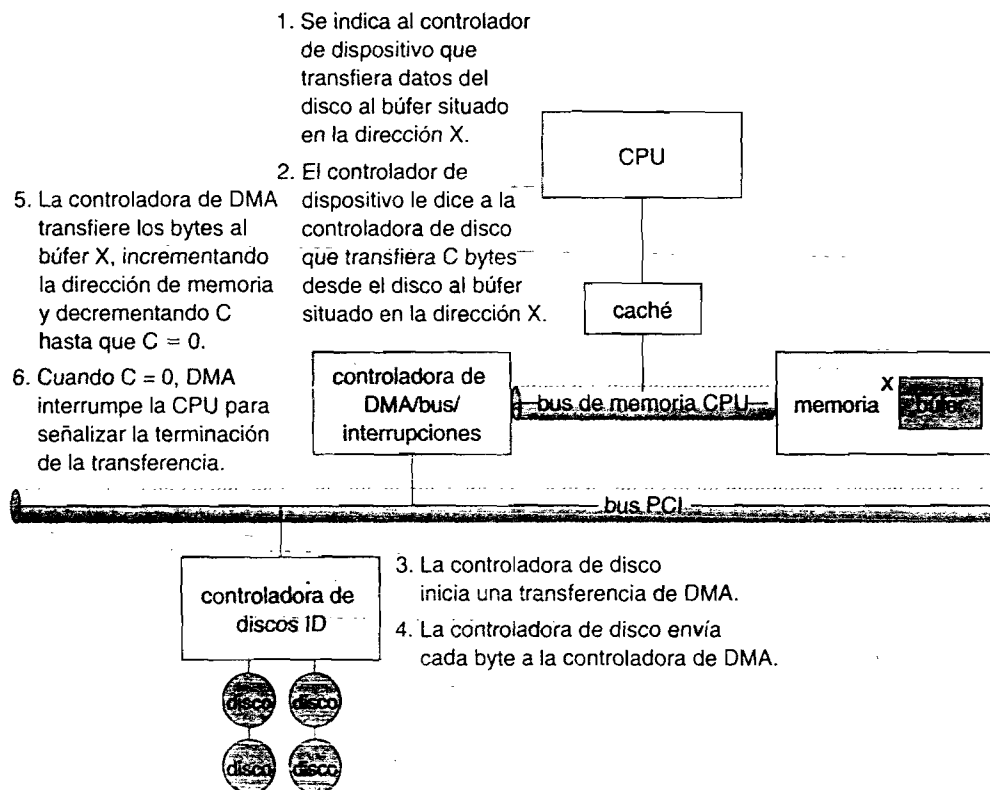 1. Se indica al controlador
de dispositivo que
transfiera datos del
disco al búfer situado
en la dirección X.
2. El controlador de
dispositivo le dice a la
controladora de disco
que transfiera C bytes
desde el disco al búfer
situado en la dirección X.
5. La controladora de DMA
transfiere los bytes al
búfer X, incrementando
la dirección de memoria
y decrementando C
hasta que C = 0.
6. Cuando C = 0, DMA
interrumpe la CPU para
señalizar la terminación
de la transferencia.
CPU
caché
controladora de
DMA/bus/
interrupciones
bus de memoria CPU
memoria
X
búfer
bus PCI
controladora de
discos ID
3. La controladora de disco
inicia una transferencia de DMA.
4. La controladora de disco envía
cada byte a la controladora de DMA.
disco
disco
disco
disco